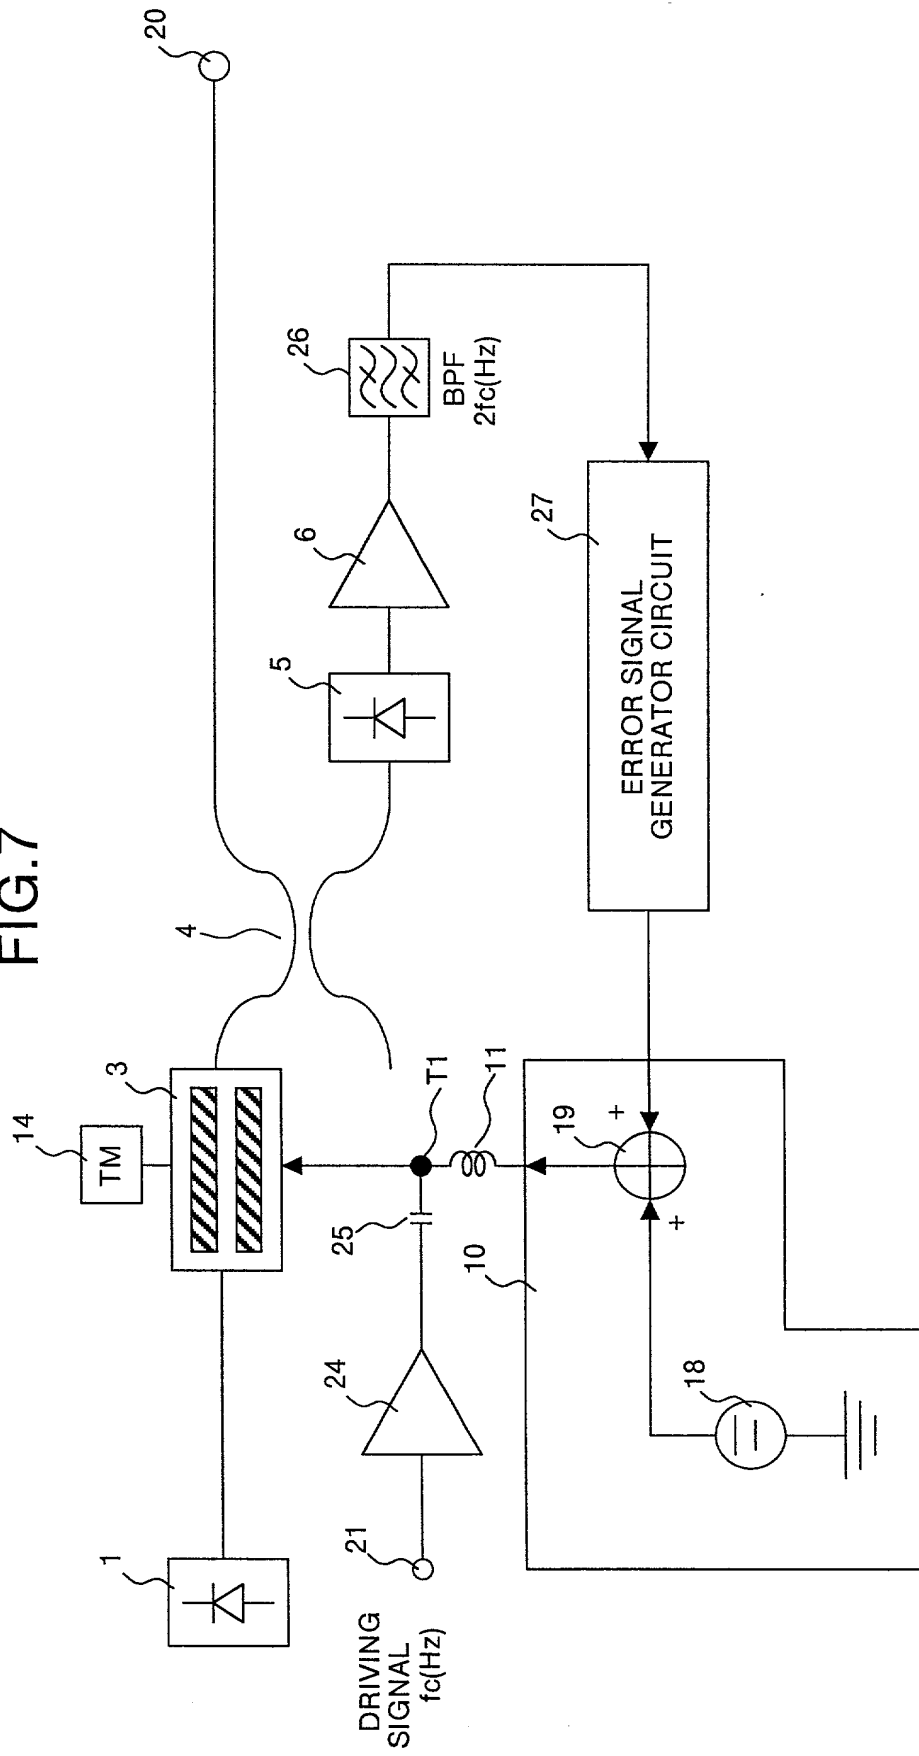 FIG.7
1
14
TM
3
4
20
5
6
26
BPF
2fc(Hz)
DRIVING
SIGNAL
fc(Hz)
21
24
25
T1
11
10
18
19
+
+
27
ERROR SIGNAL
GENERATOR CIRCUIT